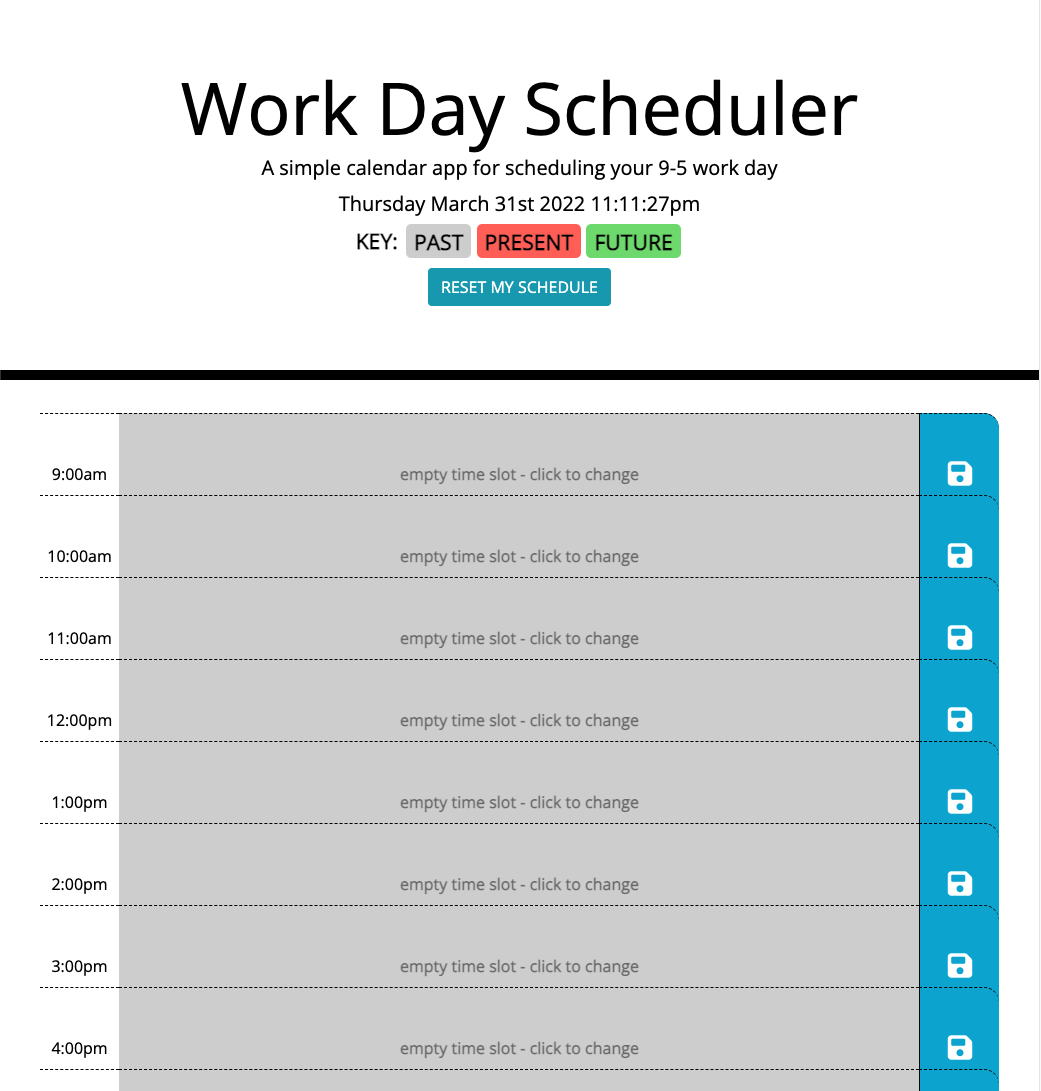 Work Day Scheduler
A simple calendar app for scheduling your 9-5 work day
Thursday March 31st 2022 11:11:27pm
KEY: PAST PRESENT FUTURE
RESET MY SCHEDULE
9:00am empty time slot - click to change
10:00am empty time slot - click to change
11:00am empty time slot - click to change
12:00pm empty time slot - click to change
1:00pm empty time slot - click to change
2:00pm empty time slot - click to change
3:00pm empty time slot - click to change
4:00pm empty time slot - click to change